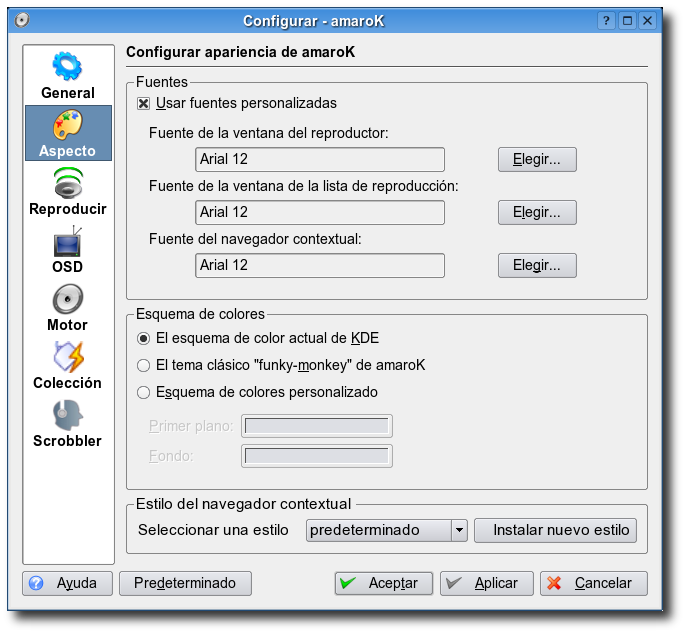 Configurar - amaroK
General
Aspecto
Reproducir
OSD
Motor
Colección
Scrobbler
Configurar apariencia de amaroK
Fuentes
Usar fuentes personalizadas
Fuente de la ventana del reproductor:
Arial 12 Elegir...
Fuente de la ventana de la lista de reproducción:
Arial 12 Elegir...
Fuente del navegador contextual:
Arial 12 Elegir...
Esquema de colores
El esquema de color actual de KDE
El tema clásico "funky-monkey" de amaroK
Esquema de colores personalizado
Primer plano:
Fondo:
Estilo del navegador contextual
Seleccionar una estilo predeterminado Instalar nuevo estilo
Ayuda Predeterminado Aceptar Aplicar Cancelar